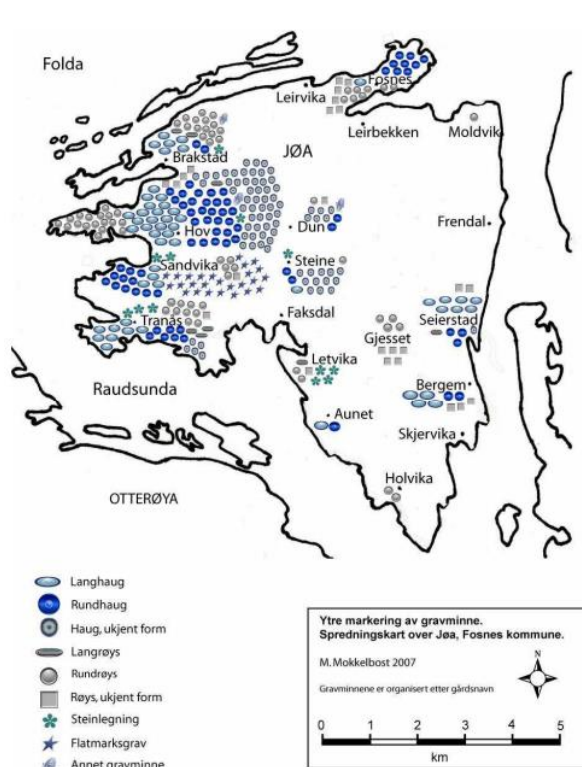 Folda
Fosnes
Leirvika
Leirbekken
Moldvik
JØA
Brakstad
Frendal
Hov
Dun
Sandvika
Steine
Faksdal
Seierstad
Tranås
Gjesset
Letvika
Raudsunda
Bergem
Aunet
Skjervika
Holvika
OTTERØYA
Langhaug
Rundhaug
Haug, ukjent form
Langrøys
Rundrøys
Røys, ukjent form
Steinlegning
Flatmarksgrav
Annet gravminne
Ytre markering av gravminne.
Spredningskart over Jøa, Fosnes kommune.
M. Mokkelbost 2007
N
Gravminnene er organisert etter gårdsnavn
0 1 2 3 4 5
km